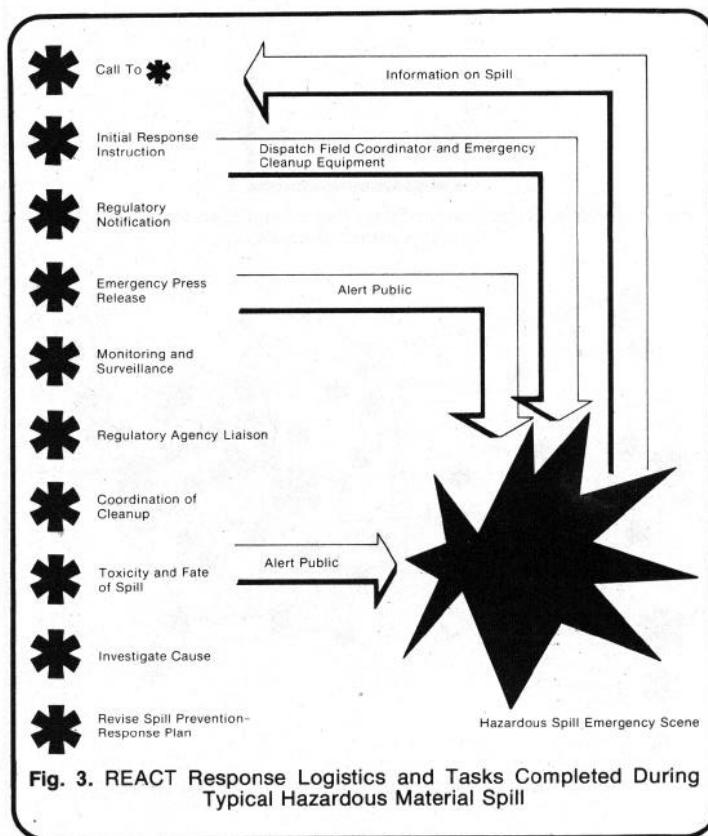 Call To
Information on Spill
Initial Response
Instruction
Dispatch Field Coordinator and Emergency
Cleanup Equipment
Regulatory
Notification
Emergency Press
Release
Alert Public
Monitoring and
Surveillance
Regulatory Agency Liaison
Coordination of
Cleanup
Toxicity and Fate
of Spill
Alert Public
Investigate Cause
Revise Spill Prevention-
Response Plan
Hazardous Spill Emergency Scene
Fig. 3. REACT Response Logistics and Tasks Completed During
Typical Hazardous Material Spill